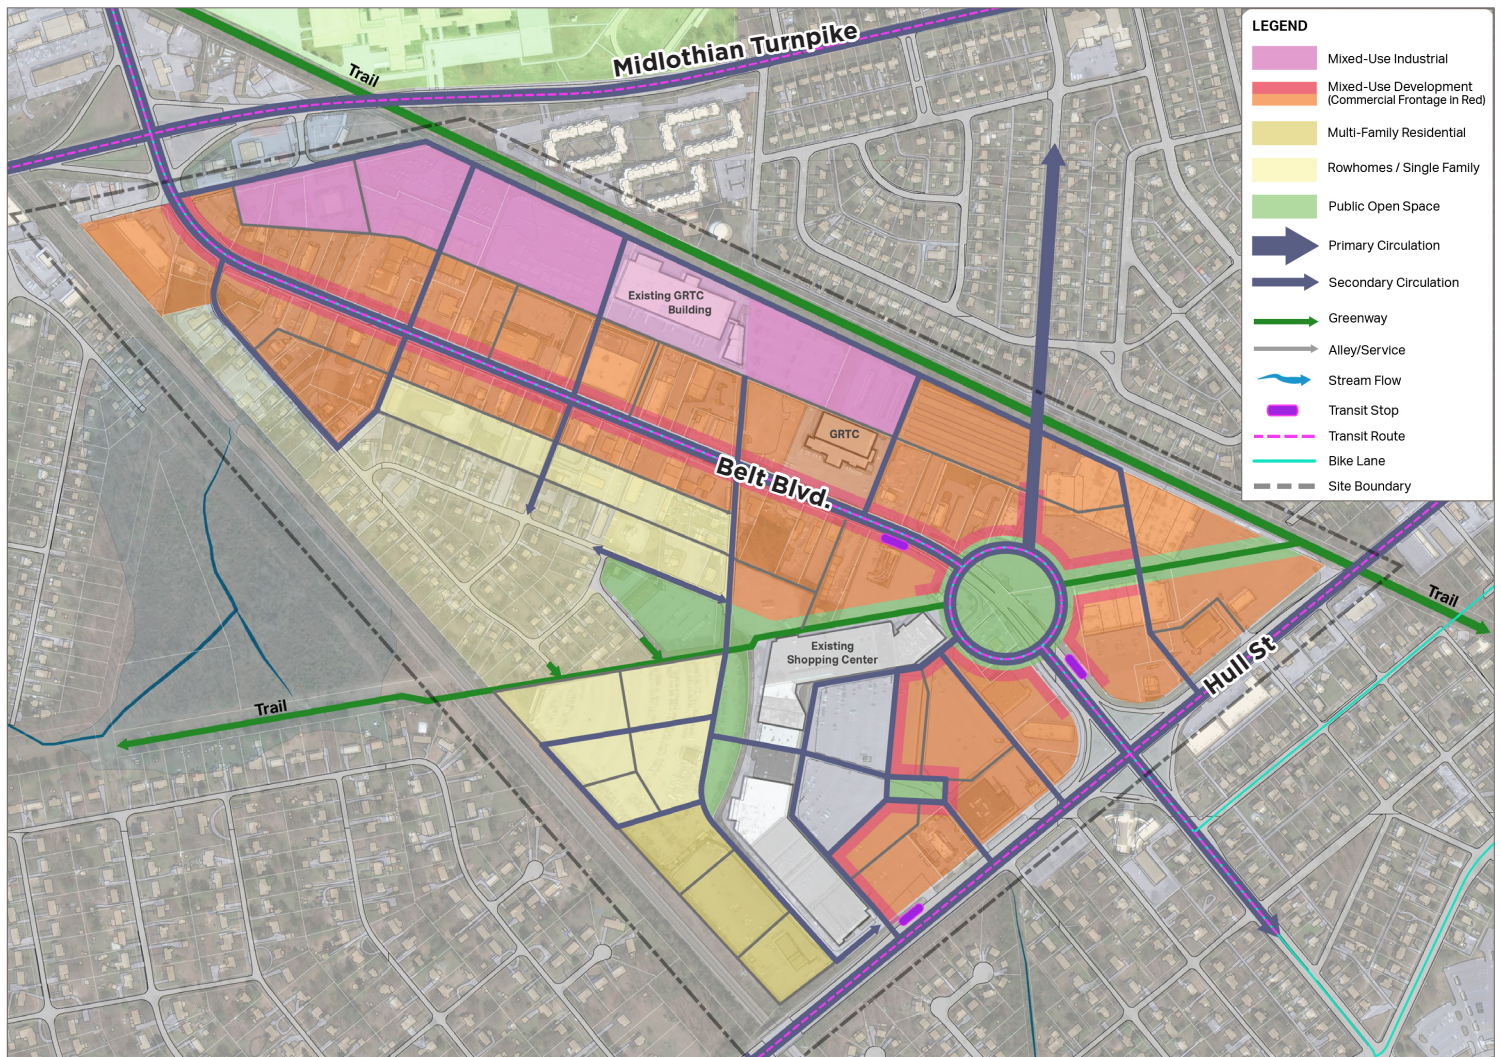 Midlothian Turnpike
Trail
Existing GRTC
Building
GRTC
Belt Blvd.
Existing
Shopping Center
Hull St
Trail
Trail
LEGEND
Mixed-Use Industrial
Mixed-Use Development
(Commercial Frontage in Red)
Multi-Family Residential
Rowhomes / Single Family
Public Open Space
Primary Circulation
Secondary Circulation
Greenway
Alley/Service
Stream Flow
Transit Stop
Transit Route
Bike Lane
Site Boundary